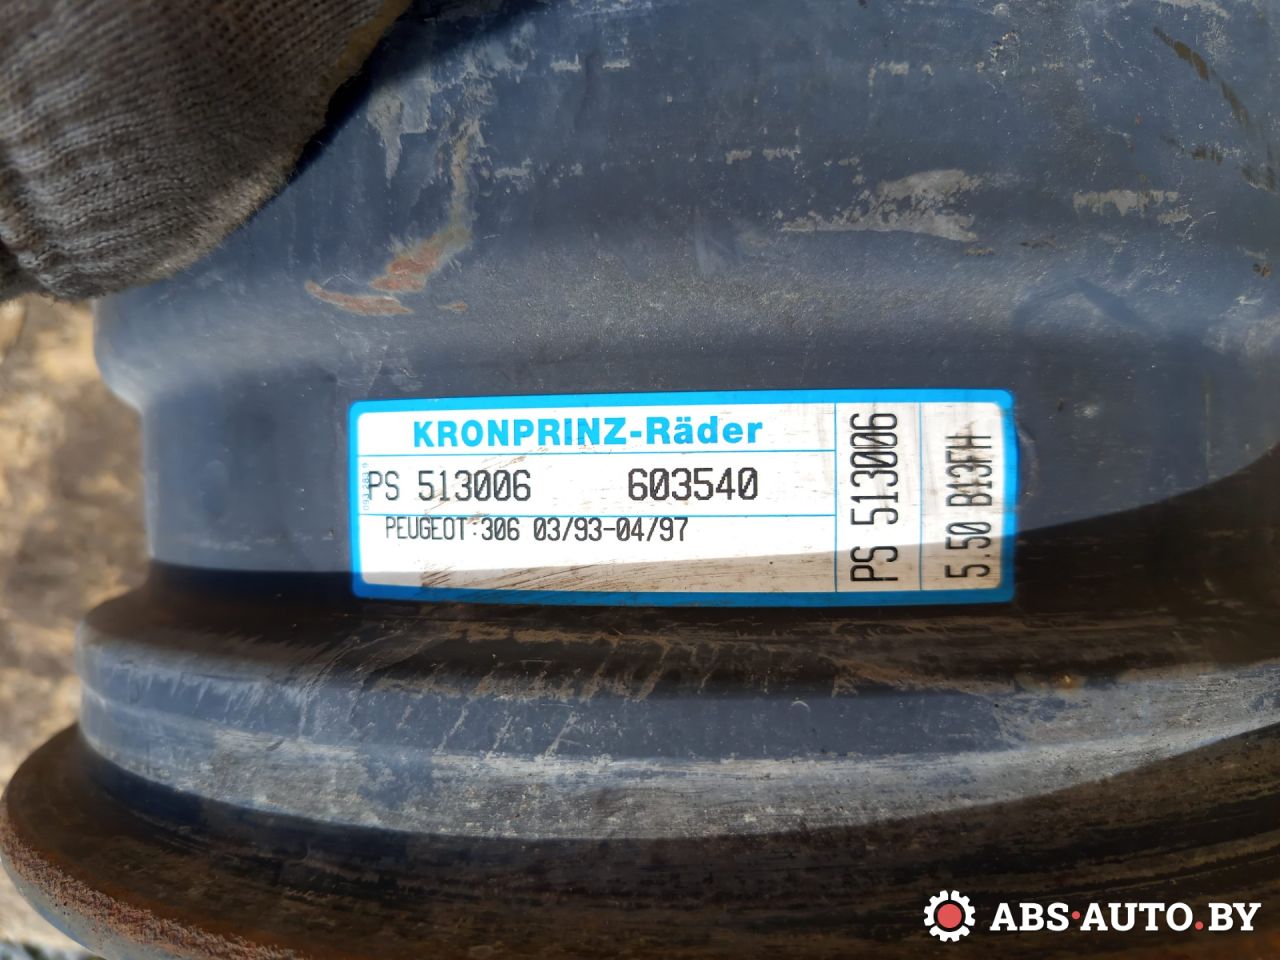 KRONPRINZ-Räder
PS 513006 603540
PEUGEOT:306 03/93-04/97
PS 513006
5.50 B13FH
ABS·AUTO.BY